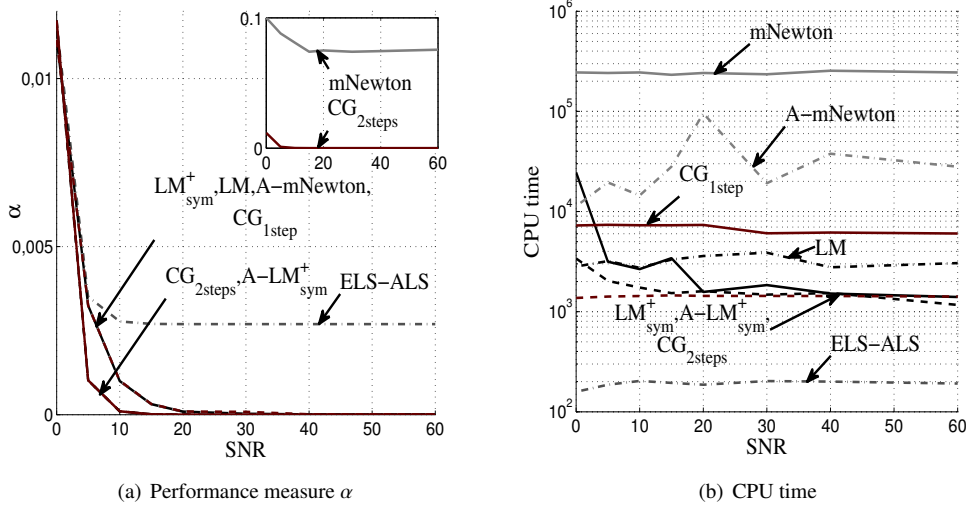 0,01
0,005
0
α
0 10 20 30 40 50 60
SNR
0.1
0
0 20 40 60
mNewton
CG2steps
LM+sym,LM,A−mNewton,
CG1step
CG2steps,A−LM+sym
ELS−ALS
(a) Performance measure α
10^6
10^5
10^4
10^3
10^2
CPU time
0 10 20 30 40 50 60
SNR
mNewton
A−mNewton
CG1step
LM
LM+sym,A−LM+sym,
CG2steps
ELS−ALS
(b) CPU time